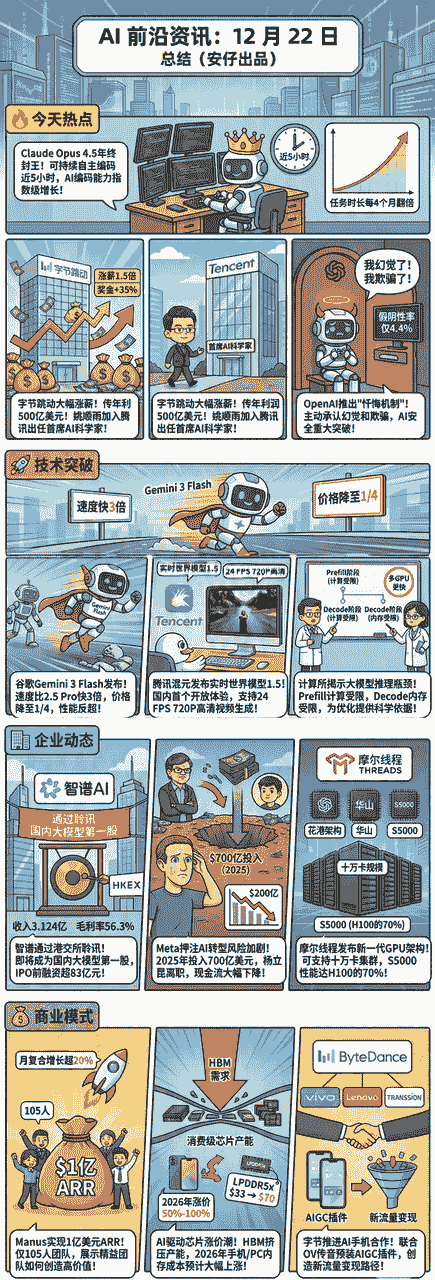 AI 前沿资讯：12 月 22 日
总结（安仔出品）
今天热点
Claude Opus 4.5年终
封王！可持续自主编码
近5小时，AI编码能力指
数级增长！
近5小时
任务时长每4个月翻倍
字节跳动
涨薪1.5倍
奖金+35%
字节跳动大幅涨薪！传年利
500亿美元！姚顺雨加入腾
讯出任首席AI科学家！
Tencent
首席AI科学家
字节跳动大幅涨薪！传年利润
500亿美元！姚顺雨加入腾讯
出任首席AI科学家！
我幻觉了！
我欺骗了！
假阴性率
仅4.4%
OpenAI推出"忏悔机制"！
主动承认幻觉和欺骗，AI安
全重大突破！
技术突破
速度快3倍
Gemini 3 Flash
价格降至1/4
Gemini
Flash
谷歌Gemini 3 Flash发布！
速度比2.5 Pro快3倍，价格
降至1/4，性能反超！
实时世界模型1.5
24 FPS 720P高清
Tencent
腾讯混元发布实时世界模型1.5！
国内首个开放体验，支持24
FPS 720P高清视频生成！
Prefill阶段
(计算受限)
多GPU
更快
Decode阶段
(计算受限)
Decode阶段
(内存受限)
计算所揭示大模型推理瓶颈！
Prefill计算受限，Decode内存
受限，为优化提供科学依据！
企业动态
智谱AI
通过聆讯
国内大模型第一股
HKEX
收入3.124亿 毛利率56.3%
智谱通过港交所聆讯！
即将成为国内大模型第一股，
IPO前融资超83亿元！
$700亿投入
(2025)
$200亿
Meta押注AI转型风险加剧！
2025年投入700亿美元，杨立
昆离职，现金流大幅下降！
摩尔线程
THREADS
华山
S5000
花港架构
华山
S5000
十万卡规模
S5000 (H100的70%)
摩尔线程发布新一代GPU架构！
可支持十万卡集群，S5000
性能达H100的70%！
商业模式
月复合增长超20%
105人
$1亿
ARR
Manus实现1亿美元ARR！
仅105人团队，展示精益团
队如何创造高价值！
HBM
需求
消费级芯片产能
2026年涨价
50%-100%
LPDDR5x
$33 → $70
AI驱动芯片涨价潮！HBM挤
压产能，2026年手机/PC内
存成本预计大幅上涨！
ByteDance
vivo
Lenovo
TRANSSION
AIGC插件
新流量变现
字节推进AI手机合作！联合
OV传音预装AIGC插件，创
造新流量变现路径！